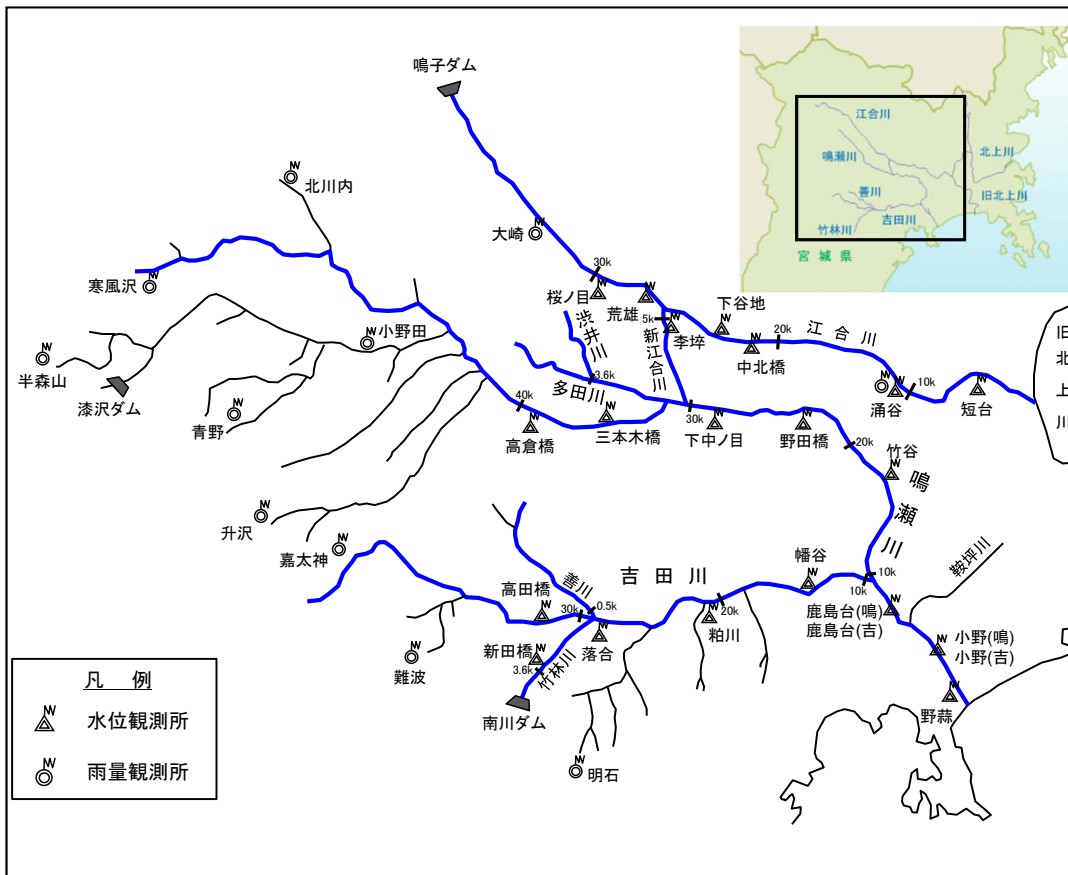 鳴子ダム
江合川
鳴瀬川
善川
竹林川
吉田川
北上川
旧北上川
宮城県
北川内
大崎
寒風沢
30k
桜ノ目
荒雄
下谷地
渋井川
5k
李埣
新江合川
中北橋
20k
江合川
旧北上川
小野田
半森山
漆沢ダム
3.6k
多田川
涌谷
10k
短台
青野
40k
高倉橋
三本木橋
30k
下中ノ目
野田橋
20k
竹谷
鳴瀬川
升沢
嘉太神
吉田川
幡谷
10k
10k
鞍坪川
高田橋
善川
30k
0.5k
20k
粕川
鹿島台(鳴)
鹿島台(吉)
新田橋
落合
竹林川
3.6k
難波
南川ダム
小野(鳴)
小野(吉)
野蒜
明石
凡 例
水位観測所
雨量観測所